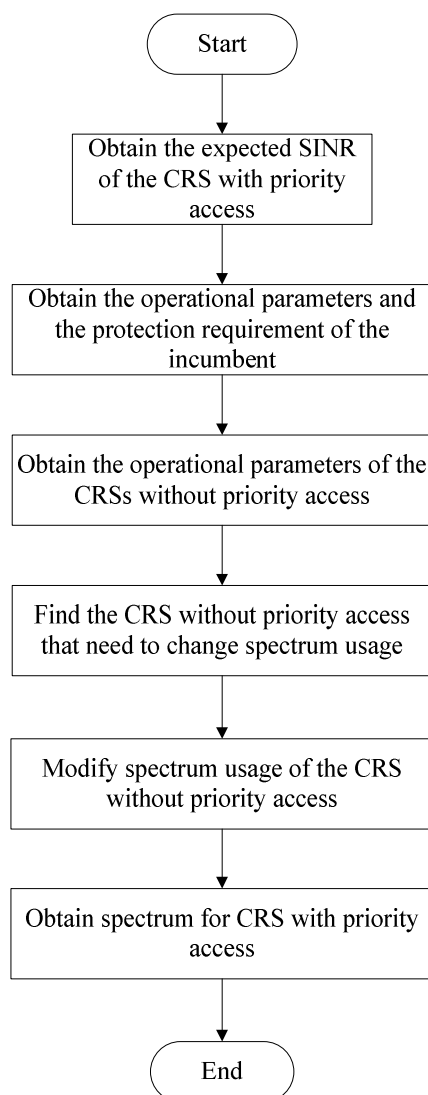 Start
Obtain the expected SINR
of the CRS with priority
access
Obtain the operational parameters and
the protection requirement of the
incumbent
Obtain the operational parameters of the
CRSs without priority access
Find the CRS without priority access
that need to change spectrum usage
Modify spectrum usage of the CRS
without priority access
Obtain spectrum for CRS with priority
access
End